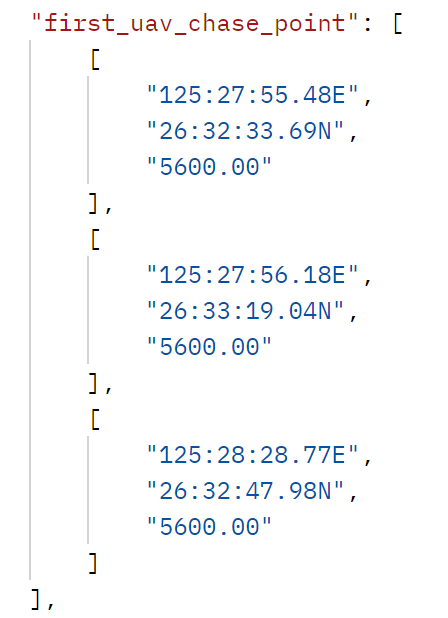 "first_uav_chase_point": [
[
"125:27:55.48E",
"26:32:33.69N",
"5600.00"
],
[
"125:27:56.18E",
"26:33:19.04N",
"5600.00"
],
[
"125:28:28.77E",
"26:32:47.98N",
"5600.00"
]
],